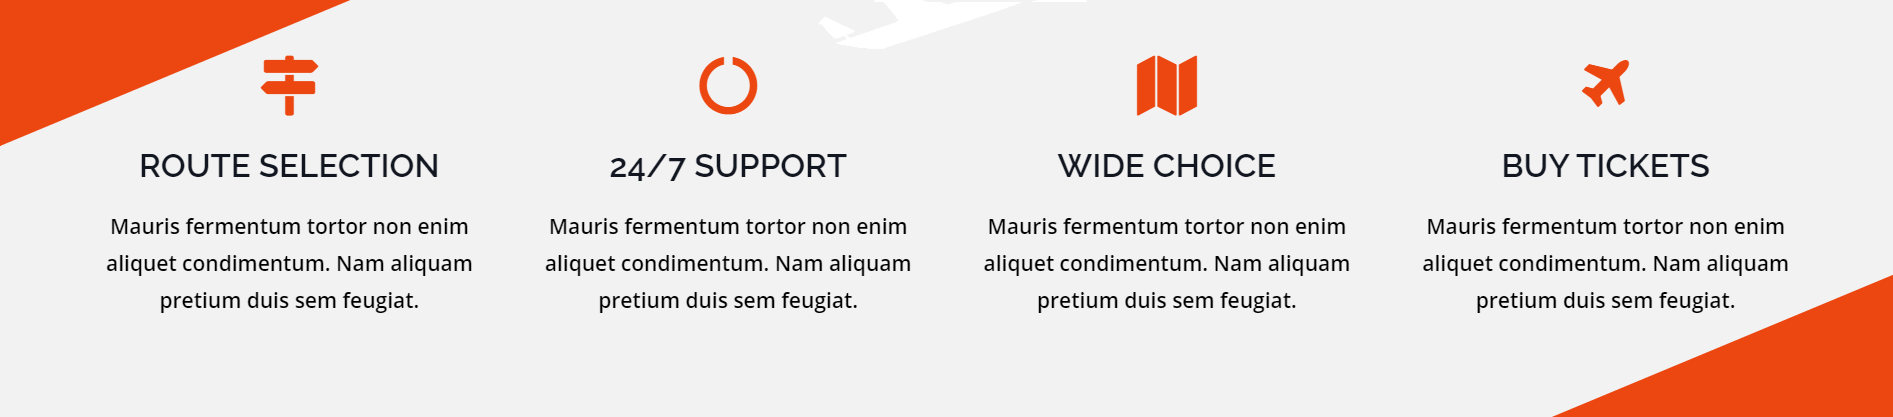 ROUTE SELECTION
Mauris fermentum tortor non enim
aliquet condimentum. Nam aliquam
pretium duis sem feugiat.
24/7 SUPPORT
Mauris fermentum tortor non enim
aliquet condimentum. Nam aliquam
pretium duis sem feugiat.
WIDE CHOICE
Mauris fermentum tortor non enim
aliquet condimentum. Nam aliquam
pretium duis sem feugiat.
BUY TICKETS
Mauris fermentum tortor non enim
aliquet condimentum. Nam aliquam
pretium duis sem feugiat.